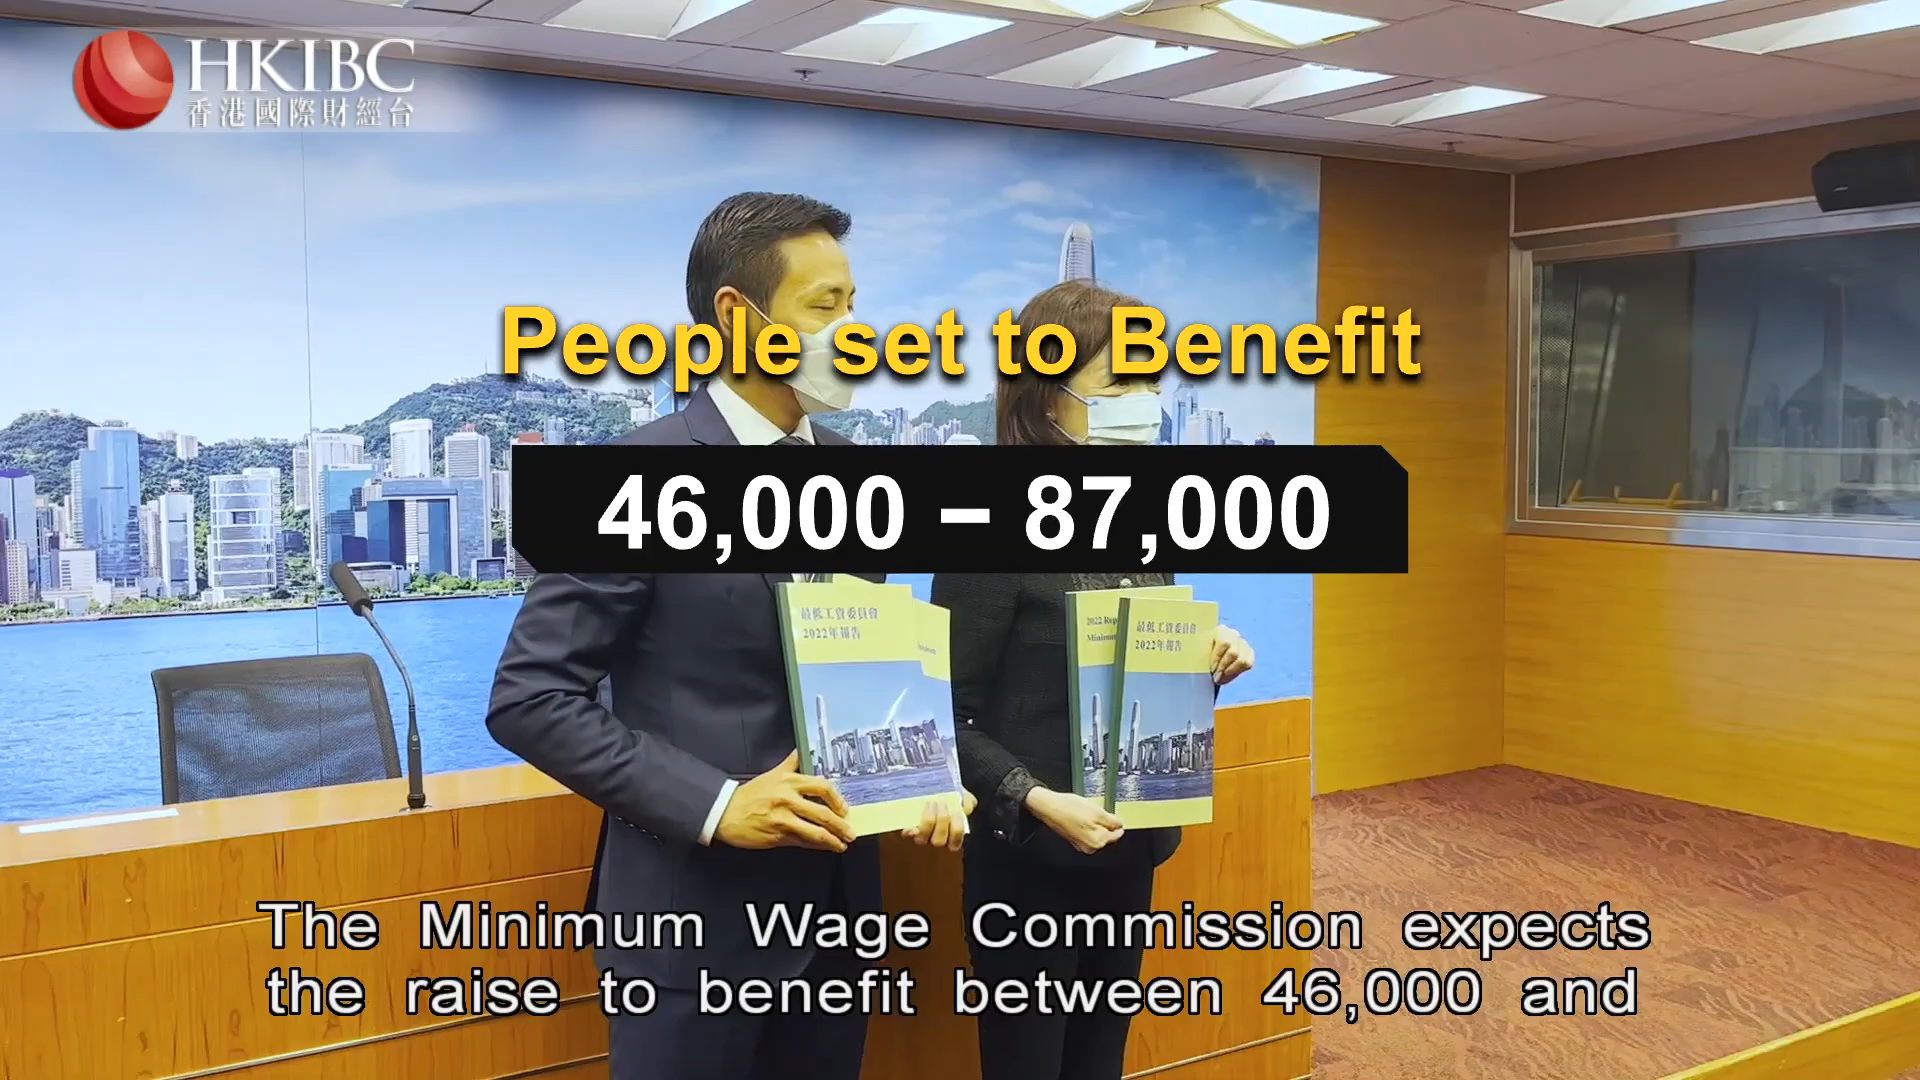 HKIBC
香港國際財經台
People set to Benefit
46,000 – 87,000
最低工資委員會
2022年報告
2022 Rep
Minimum
最低工資委員會
2022年報告
The Minimum Wage Commission expects
the raise to benefit between 46,000 and